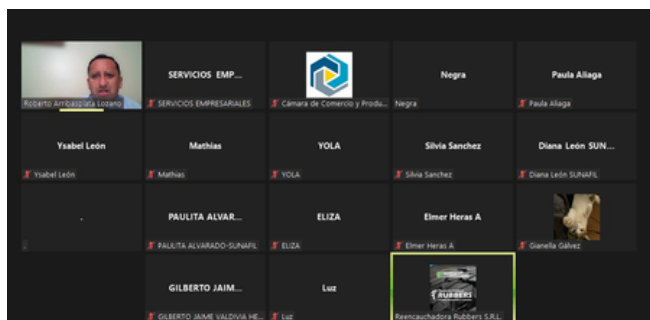 SERVICIOS EMP...
Negra
Paula Aliaga
Roberto Arribasplata Lozano
SERVICIOS EMPRESARIALES
Cámara de Comercio y Produ...
Negra
Paula Aliaga
Ysabel León
Mathias
YOLA
Silvia Sanchez
Diana León SUN...
Ysabel León
Mathias
YOLA
Silvia Sanchez
Diana León SUNAFIL
.
PAULITA ALVAR...
ELIZA
Elmer Heras A
.
PAULITA ALVARADO-SUNAFIL
ELIZA
Elmer Heras A
Gianella Gálvez
GILBERTO JAIM...
Luz
RUBBERS
GILBERTO JAIME VALDIVIA HE...
Luz
Reencauchadora Rubbers S.R.L.